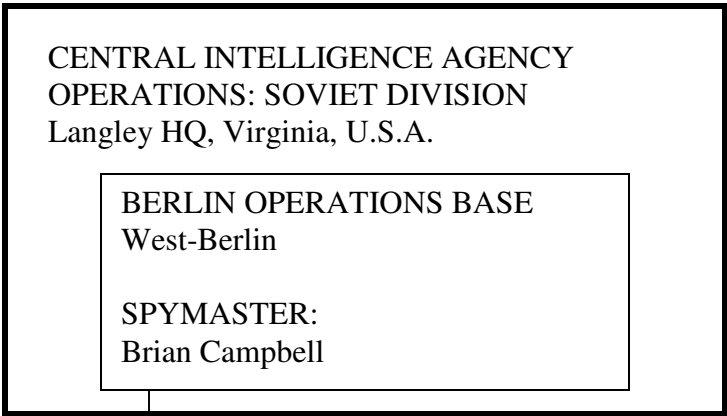 CENTRAL INTELLIGENCE AGENCY
OPERATIONS: SOVIET DIVISION
Langley HQ, Virginia, U.S.A.
BERLIN OPERATIONS BASE
West-Berlin
SPYMASTER:
Brian Campbell